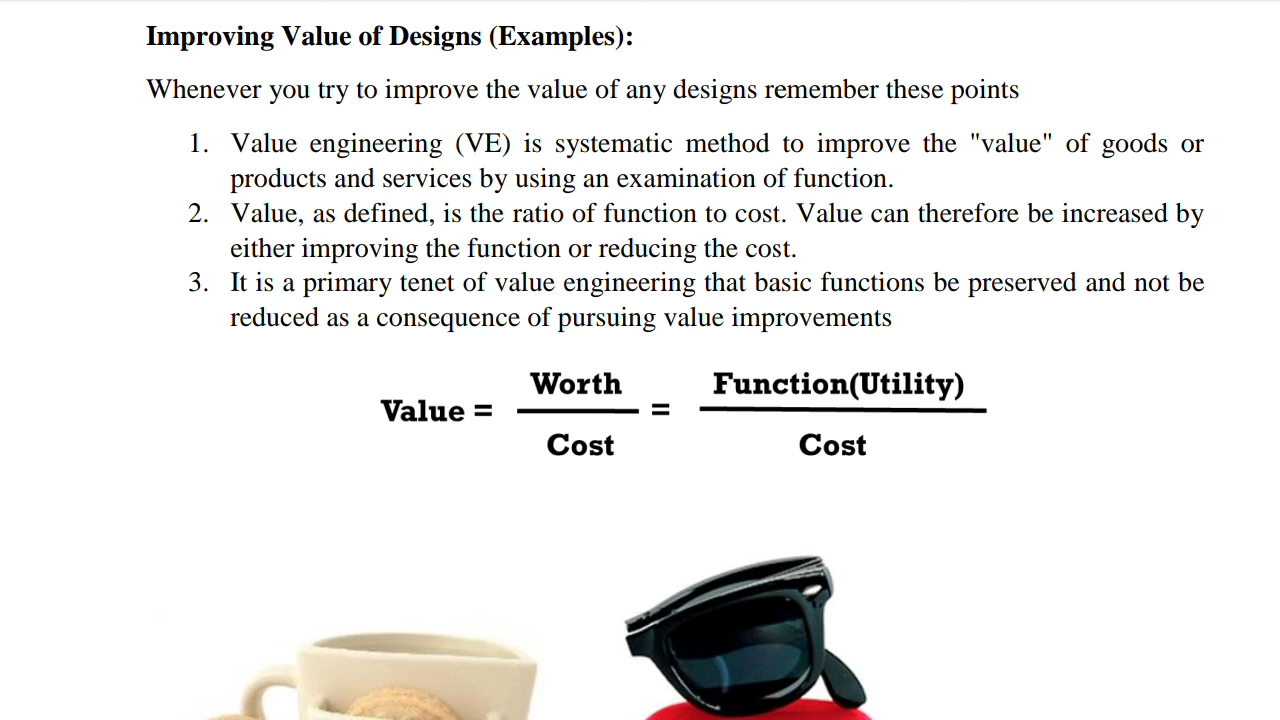 Improving Value of Designs (Examples):
Whenever you try to improve the value of any designs remember these points
1. Value engineering (VE) is systematic method to improve the "value" of goods or
products and services by using an examination of function.
2. Value, as defined, is the ratio of function to cost. Value can therefore be increased by
either improving the function or reducing the cost.
3. It is a primary tenet of value engineering that basic functions be preserved and not be
reduced as a consequence of pursuing value improvements
Worth Function(Utility)
Value = =
Cost Cost